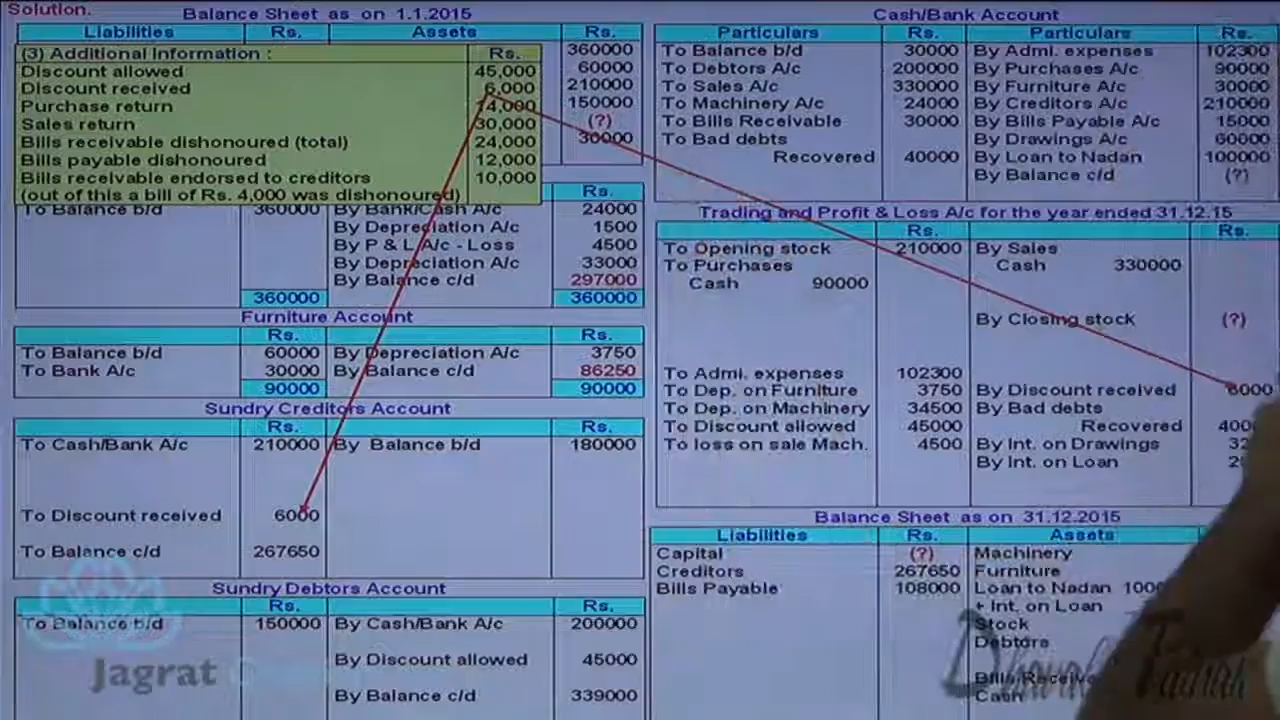 Solution.
Balance Sheet as on 1.1.2015
Liabilities Rs. Assets Rs.
(3) Additional Information : Rs.
Discount allowed 45,000
Discount received 6,000
Purchase return 14,000
Sales return 30,000
Bills receivable dishonoured (total) 24,000
Bills payable dishonoured 12,000
Bills receivable endorsed to creditors 10,000
(out of this a bill of Rs. 4,000 was dishonoured)
360000
60000
210000
150000
(?)
30000
Rs.
To Balance b/d 360000 By Bank/Cash A/c 24000
By Depreciation A/c 1500
By P & L A/c - Loss 4500
By Depreciation A/c 33000
By Balance c/d 297000
360000 360000
Furniture Account
Rs. Rs.
To Balance b/d 60000 By Depreciation A/c 3750
To Bank A/c 30000 By Balance c/d 86250
90000 90000
Sundry Creditors Account
To Cash/Bank A/c 210000 By Balance b/d 180000
To Discount received 6000
To Balance c/d 267650
Sundry Debtors Account
Rs. Rs.
To Balance b/d 150000 By Cash/Bank A/c 200000
By Discount allowed 45000
By Balance c/d 339000
Cash/Bank Account
Particulars Rs. Particulars Rs.
To Balance b/d 30000 By Admi. expenses 102300
To Debtors A/c 200000 By Purchases A/c 90000
To Sales A/c 330000 By Furniture A/c 30000
To Machinery A/c 24000 By Creditors A/c 210000
To Bills Receivable 30000 By Bills Payable A/c 15000
To Bad debts By Drawings A/c 60000
Recovered 40000 By Loan to Nadan 100000
By Balance c/d (?)
Trading and Profit & Loss A/c for the year ended 31.12.15
Rs. Rs.
To Opening stock 210000 By Sales
To Purchases Cash 330000
Cash 90000
By Closing stock (?)
To Admi. expenses 102300
To Dep. on Furniture 3750 By Discount received 6000
To Dep. on Machinery 34500 By Bad debts
To Discount allowed 45000 Recovered
To loss on sale Mach. 4500 By Int. on Drawings
By Int. on Loan
Balance Sheet as on 31.12.2015
Liabilities Rs. Assets
Capital (?) Machinery
Creditors 267650 Furniture
Bills Payable 108000 Loan to Nadan
+ Int. on Loan
Stock
Debtors
Bills
Cash
Jagrat